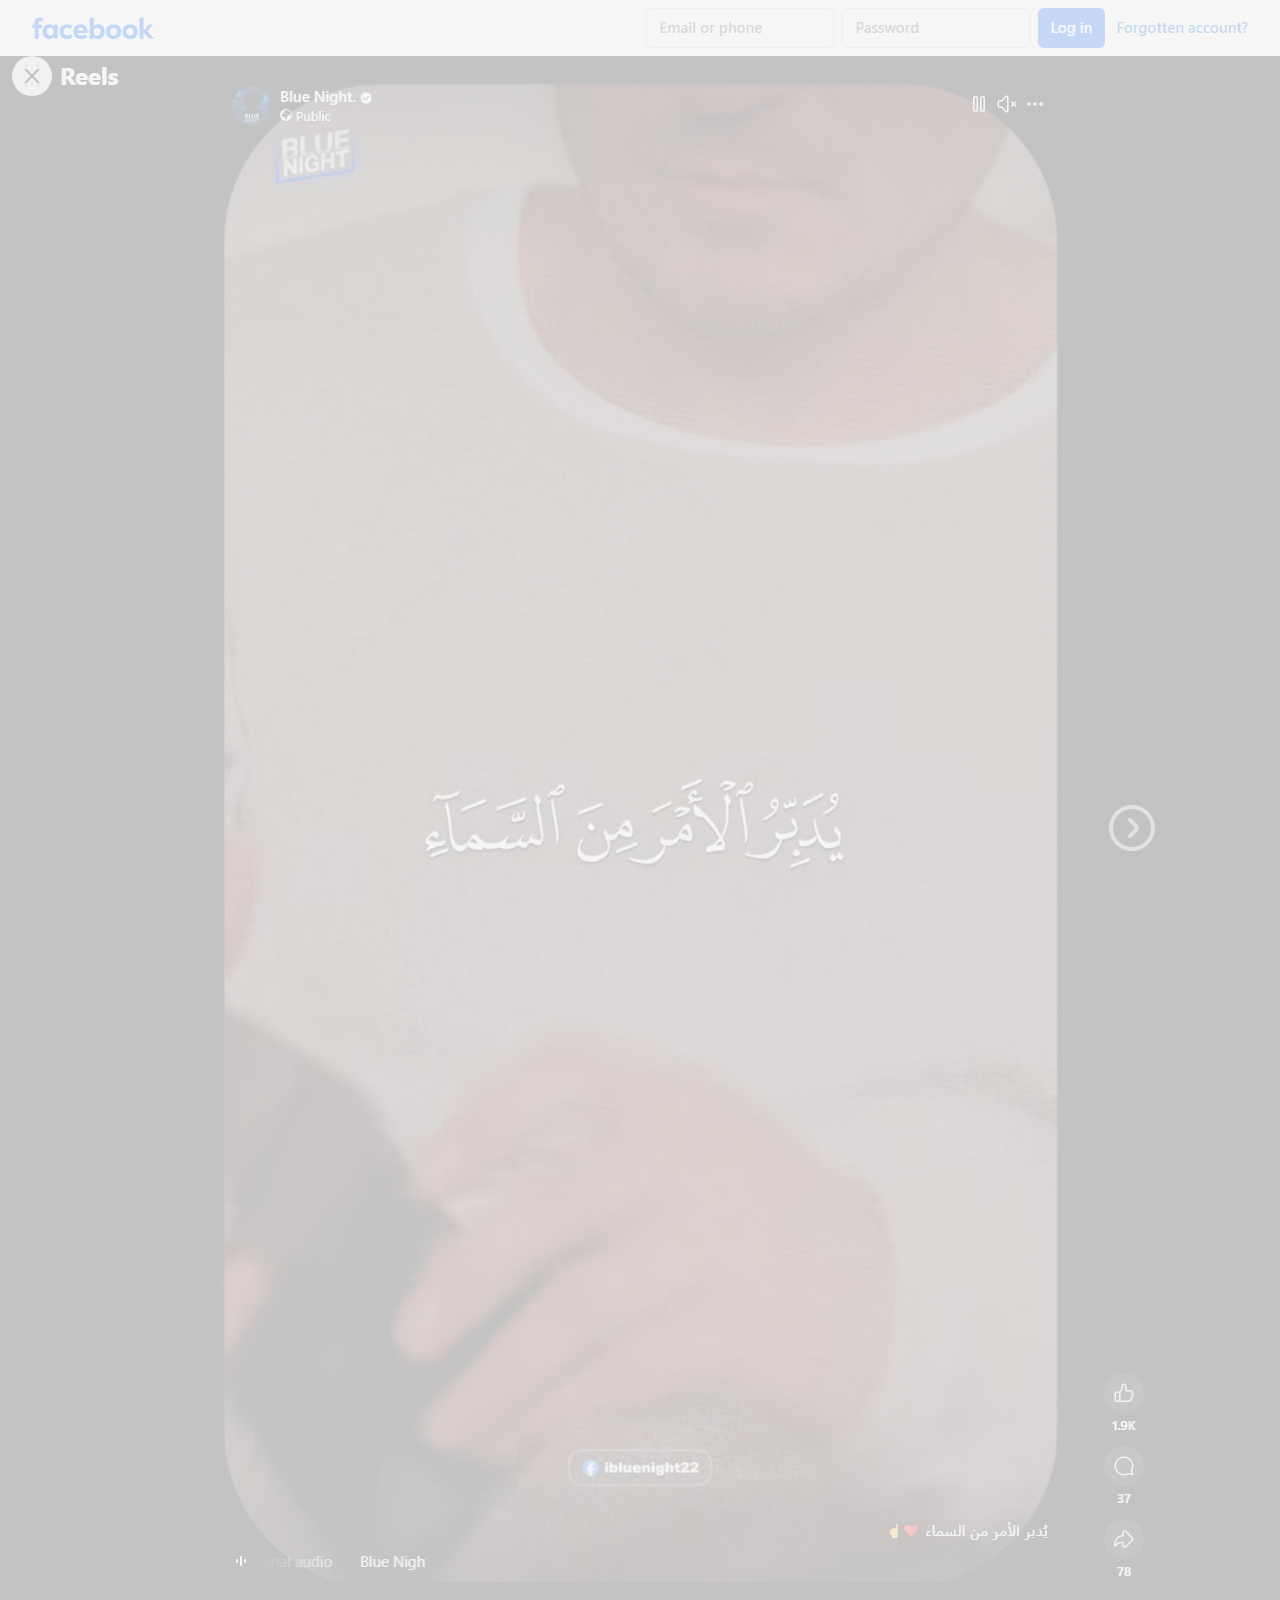 facebook
Email or phone
Password
Log in
Forgotten account?
Reels
Blue Night.
Public
BLUE
NIGHT
يُدَبِّرُ ٱلْأَمْرَ مِنَ ٱلسَّمَآءِ
1.9K
37
78
ibluenight22
يُدبر الأمر من السماء ❤️☝️
inal audio
Blue Nigh